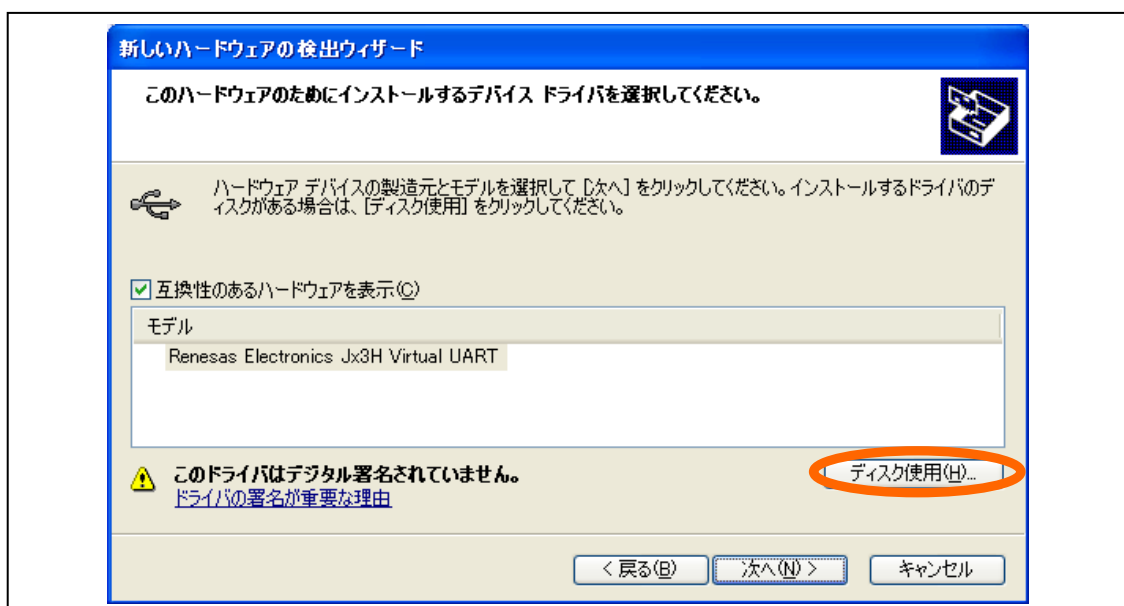 新しいハードウェアの検出ウィザード
このハードウェアのためにインストールするデバイス ドライバを選択してください。
ハードウェア デバイスの製造元とモデルを選択して [次へ] をクリックしてください。インストールするドライバのデ
ィスクがある場合は、[ディスク使用] をクリックしてください。
互換性のあるハードウェアを表示(C)
モデル
Renesas Electronics Jx3H Virtual UART
このドライバはデジタル署名されていません。
ディスク使用(H)...
ドライバの署名が重要な理由
< 戻る(B) 次へ(N) > キャンセル